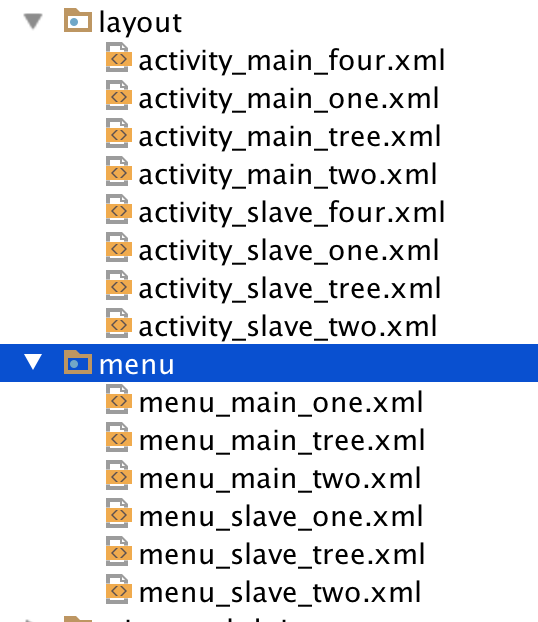 layout
activity_main_four.xml
activity_main_one.xml
activity_main_tree.xml
activity_main_two.xml
activity_slave_four.xml
activity_slave_one.xml
activity_slave_tree.xml
activity_slave_two.xml
menu
menu_main_one.xml
menu_main_tree.xml
menu_main_two.xml
menu_slave_one.xml
menu_slave_tree.xml
menu_slave_two.xml